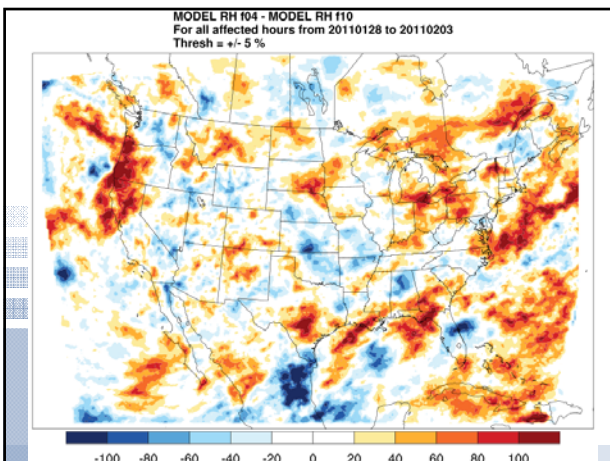 MODEL RH f04 - MODEL RH f10
For all affected hours from 20110128 to 20110203
Thresh = +/- 5 %
-100 -80 -60 -40 -20 0 20 40 60 80 100